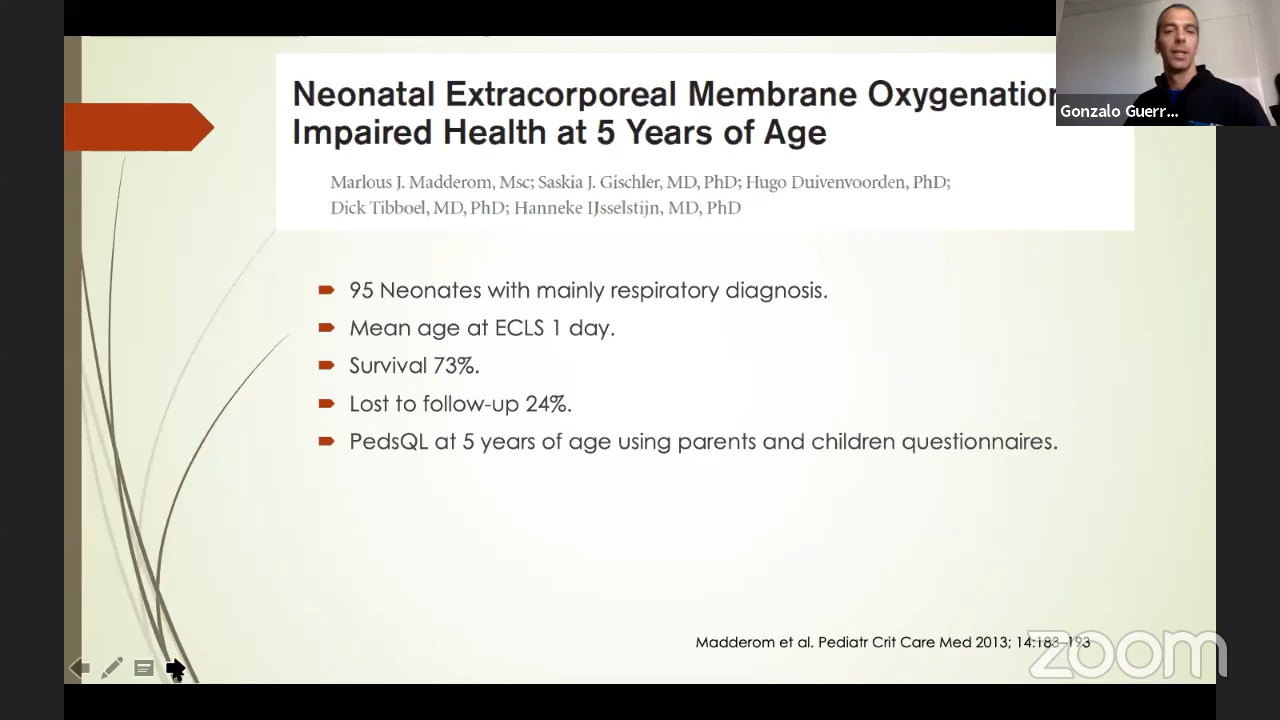 Neonatal Extracorporeal Membrane Oxygenation
Impaired Health at 5 Years of Age
Gonzalo Guerr...
Marlous J. Madderom, Msc; Saskia J. Gischler, MD, PhD; Hugo Duivenvoorden, PhD;
Dick Tibboel, MD, PhD; Hanneke IJsselstijn, MD, PhD
95 Neonates with mainly respiratory diagnosis.
Mean age at ECLS 1 day.
Survival 73%.
Lost to follow-up 24%.
PedsQL at 5 years of age using parents and children questionnaires.
Madderom et al. Pediatr Crit Care Med 2013; 14:183–193
zoom